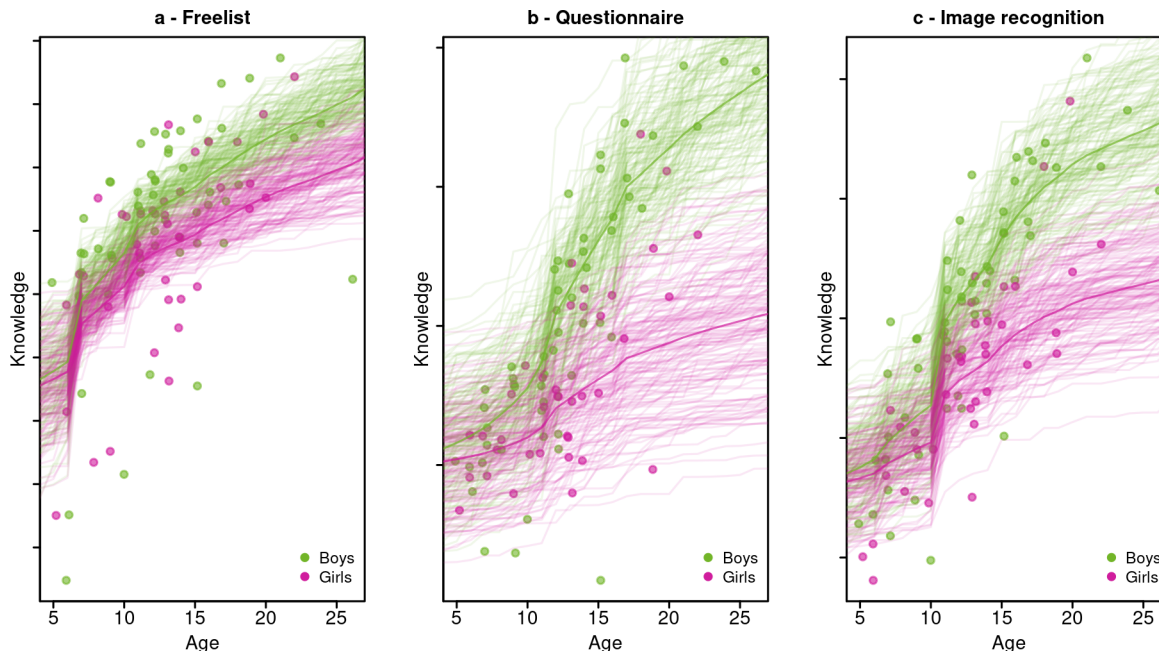 a - Freelist
b - Questionnaire
c - Image recognition
Knowledge
Knowledge
Knowledge
Boys
Girls
Boys
Girls
Boys
Girls
5 10 15 20 25
5 10 15 20 25
5 10 15 20 25
Age
Age
Age